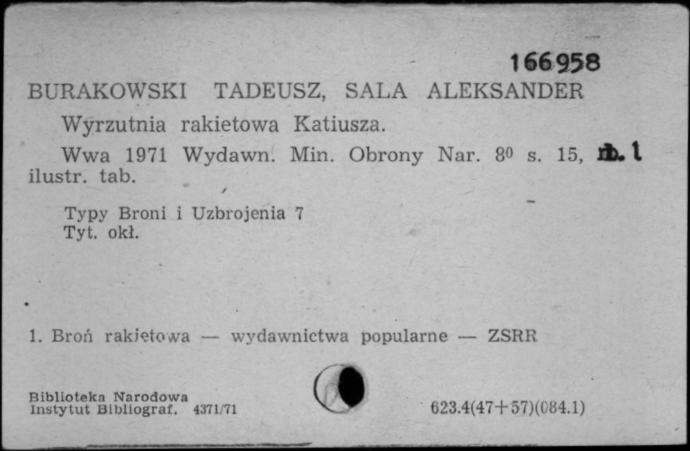 166958
BURAKOWSKI TADEUSZ, SALA ALEKSANDER
Wyrzutnia rakietowa Katiusza.
Wwa 1971 Wydawn. Min. Obrony Nar. 8⁰ s. 15, nlb. 1
ilustr. tab.
Typy Broni i Uzbrojenia 7
Tyt. okł.
1. Broń rakietowa — wydawnictwa popularne — ZSRR
Biblioteka Narodowa
Instytut Bibliograf. 4371/71
623.4(47+57)(084.1)